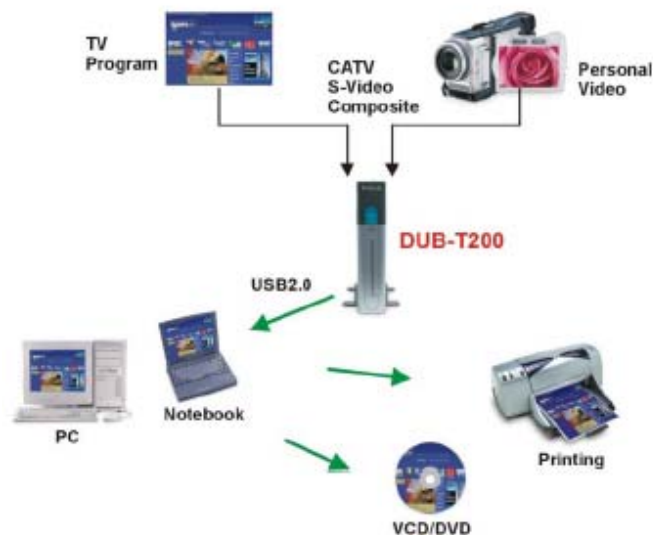 TV
Program
CATV
S-Video
Composite
Personal
Video
DUB-T200
USB2.0
PC
Notebook
Printing
VCD/DVD